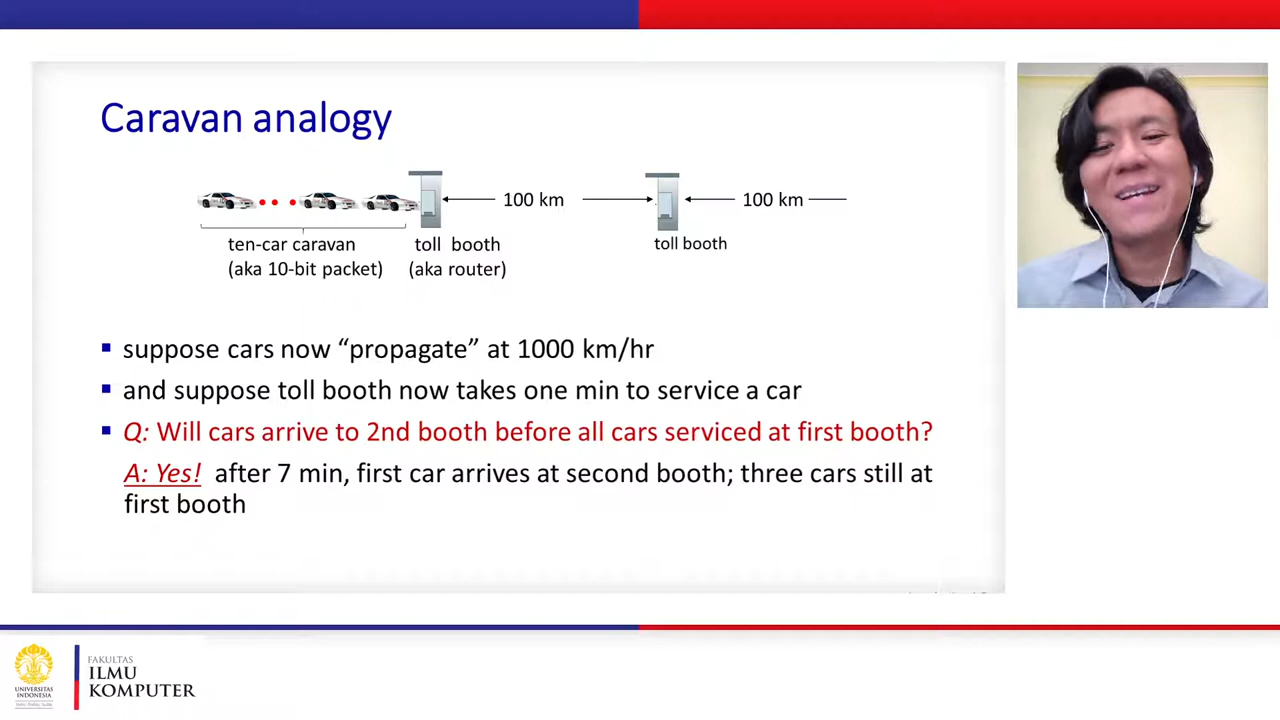 Caravan analogy
100 km
100 km
ten-car caravan
(aka 10-bit packet)
toll booth
(aka router)
toll booth
suppose cars now “propagate” at 1000 km/hr
and suppose toll booth now takes one min to service a car
Q: Will cars arrive to 2nd booth before all cars serviced at first booth?
A: Yes! after 7 min, first car arrives at second booth; three cars still at
first booth
UNIVERSITAS
INDONESIA
FAKULTAS
ILMU
KOMPUTER